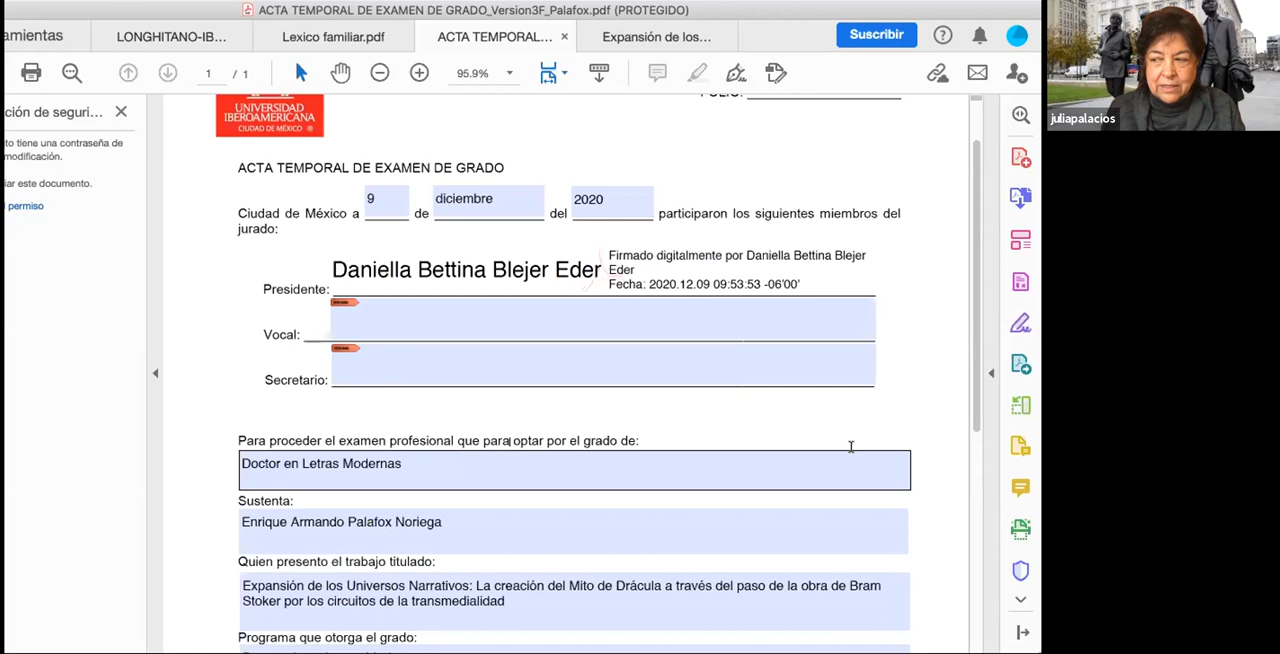 ACTA TEMPORAL DE EXAMEN DE GRADO_Version3F_Palafox.pdf (PROTEGIDO)
amientas
LONGHITANO-IB...
Lexico familiar.pdf
ACTA TEMPORAL... ×
Expansión de los...
Suscribir
1 / 1
95.9%
juliapalacios
ción de seguri...
to tiene una contraseña de
modificación.
iar este documento.
permiso
UNIVERSIDAD
IBEROAMERICANA
CIUDAD DE MÉXICO ®
FOLIO:
ACTA TEMPORAL DE EXAMEN DE GRADO
Ciudad de México a 9 de diciembre del 2020 participaron los siguientes miembros del
jurado:
Daniella Bettina Blejer Eder
Firmado digitalmente por Daniella Bettina Blejer
Eder
Fecha: 2020.12.09 09:53:53 -06'00'
Presidente:
Vocal:
Secretario:
Para proceder el examen profesional que para optar por el grado de:
Doctor en Letras Modernas
Sustenta:
Enrique Armando Palafox Noriega
Quien presento el trabajo titulado:
Expansión de los Universos Narrativos: La creación del Mito de Drácula a través del paso de la obra de Bram
Stoker por los circuitos de la transmedialidad
Programa que otorga el grado: